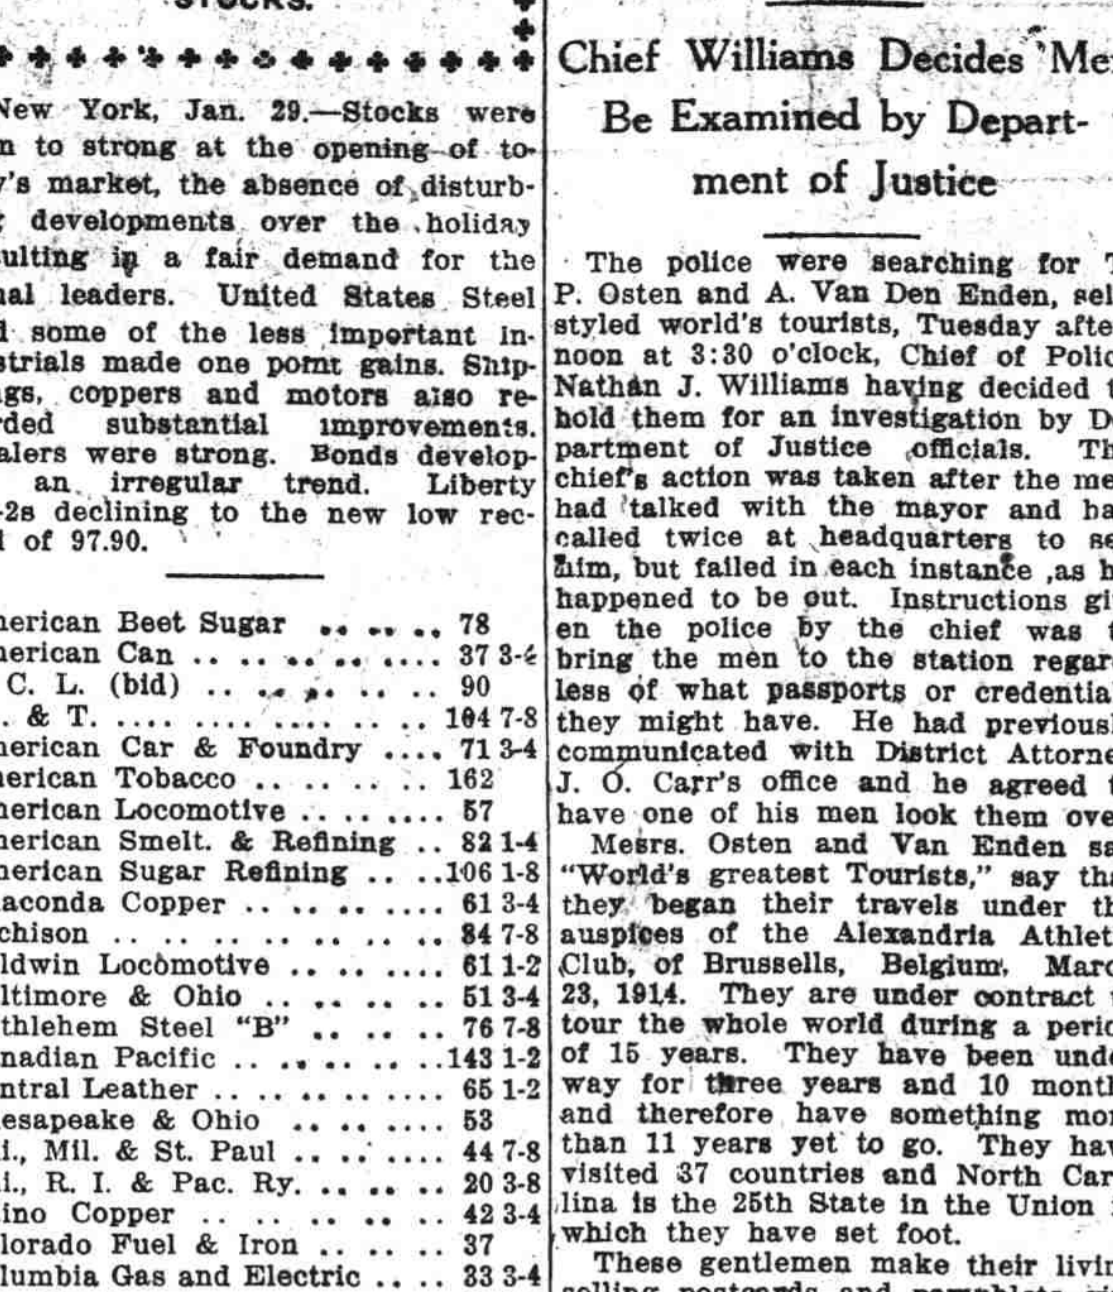 STOCKS.
New York, Jan. 29.—Stocks were
n to strong at the opening of to-
y's market, the absence of disturb-
g developments over the holiday
sulting in a fair demand for the
ual leaders. United States Steel
d some of the less important in-
strials made one point gains. Ship-
gs, coppers and motors also re-
rded substantial improvements.
alers were strong. Bonds develop-
an irregular trend. Liberty
-2s declining to the new low rec-
d of 97.90.
merican Beet Sugar .. .. .. 78
merican Can .. .. .. .. .. .... 37 3-4
C. L. (bid) .. .. .. .. .. .. 90
. & T. .... .... .... .. .. .. 104 7-8
merican Car & Foundry .... 71 3-4
merican Tobacco .. .. .. .. .. 162
merican Locomotive .. .. .... 57
merican Smelt. & Refining .. 82 1-4
merican Sugar Refining .. ..106 1-8
aconda Copper .. .. .. .. .... 61 3-4
chison .. .. .. .. .. .. .. .. .. 84 7-8
ldwin Locomotive .. .. .. .... 61 1-2
ltimore & Ohio .. .. .. .. .. 51 3-4
thlehem Steel "B" .. .. .. .. 76 7-8
nadian Pacific .. .. .. .. .. ..143 1-2
ntral Leather .. .. .. .. .. .... 65 1-2
esapeake & Ohio .. .. .. .... 53
i., Mil. & St. Paul .. .. .. .... 44 7-8
i., R. I. & Pac. Ry. .. .. .. .. 20 3-8
ino Copper .. .. .. .. .. .. .. 42 3-4
lorado Fuel & Iron .. .. .. .. 37
lumbia Gas and Electric .. .. 33 3-4
Chief Williams Decides Me
Be Examined by Depart-
ment of Justice
The police were searching for T
P. Osten and A. Van Den Enden, sel
styled world's tourists, Tuesday afte
noon at 3:30 o'clock, Chief of Polic
Nathan J. Williams having decided t
hold them for an investigation by De
partment of Justice officials. Th
chief's action was taken after the me
had talked with the mayor and ha
called twice at headquarters to se
him, but failed in each instance ,as h
happened to be out. Instructions gi
en the police by the chief was t
bring the men to the station regar
less of what passports or credentia
they might have. He had previous
communicated with District Attorne
J. O. Carr's office and he agreed t
have one of his men look them ove
Mesrs. Osten and Van Enden sa
"World's greatest Tourists," say tha
they began their travels under th
auspices of the Alexandria Athlet
Club, of Brussells, Belgium, Marc
23, 1914. They are under contract
tour the whole world during a perio
of 15 years. They have been unde
way for three years and 10 month
and therefore have something mor
than 11 years yet to go. They hav
visited 37 countries and North Car
lina is the 25th State in the Union
which they have set foot.
These gentlemen make their livin
selling postcards and pamphlets